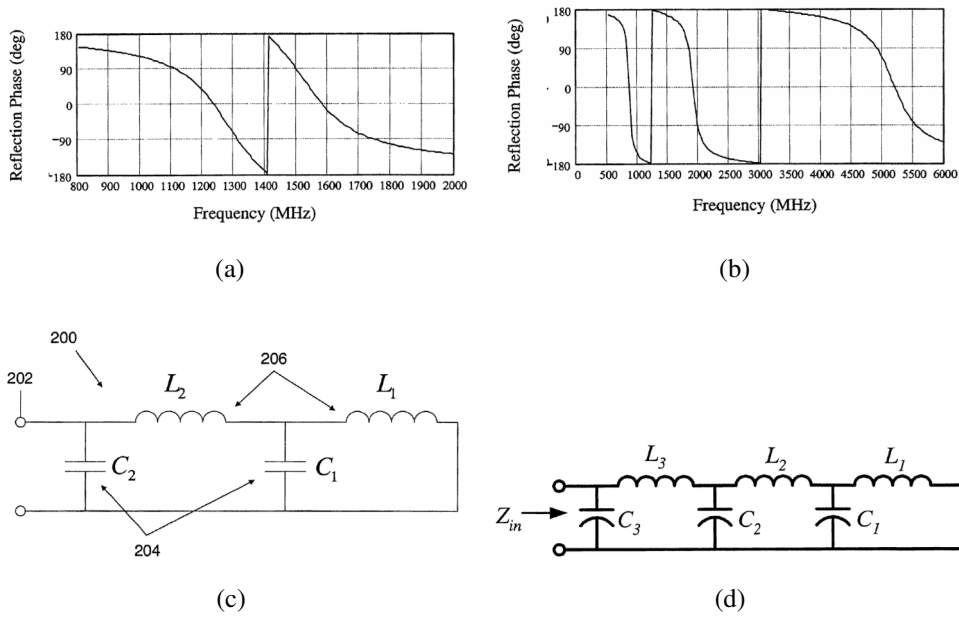 180
90
0
-90
-180
Reflection Phase (deg)
800 900 1000 1100 1200 1300 1400 1500 1600 1700 1800 1900 2000
Frequency (MHz)
(a)
180
90
0
-90
-180
Reflection Phase (deg)
0 500 1000 1500 2000 2500 3000 3500 4000 4500 5000 5500 6000
Frequency (MHz)
(b)
200
202
206
L2
L1
C2
C1
204
(c)
L3
L2
L1
Zin
C3
C2
C1
(d)